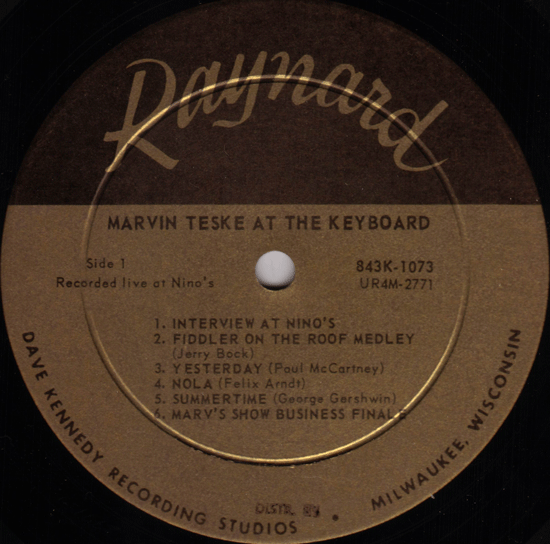 Raynard
MARVIN TESKE AT THE KEYBOARD
Side 1
843K-1073
Recorded live at Nino's
UR4M-2771
1. INTERVIEW AT NINO'S
2. FIDDLER ON THE ROOF MEDLEY
(Jerry Bock)
3. YESTERDAY (Paul McCartney)
4. NOLA (Felix Arndt)
5. SUMMERTIME (George Gershwin)
6. MARV'S SHOW BUSINESS FINALE
DAVE KENNEDY RECORDING STUDIOS • MILWAUKEE, WISCONSIN